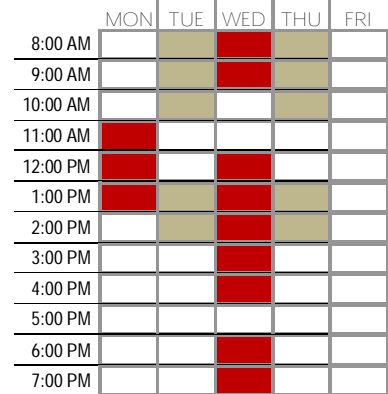 MON TUE WED THU FRI
8:00 AM
9:00 AM
10:00 AM
11:00 AM
12:00 PM
1:00 PM
2:00 PM
3:00 PM
4:00 PM
5:00 PM
6:00 PM
7:00 PM